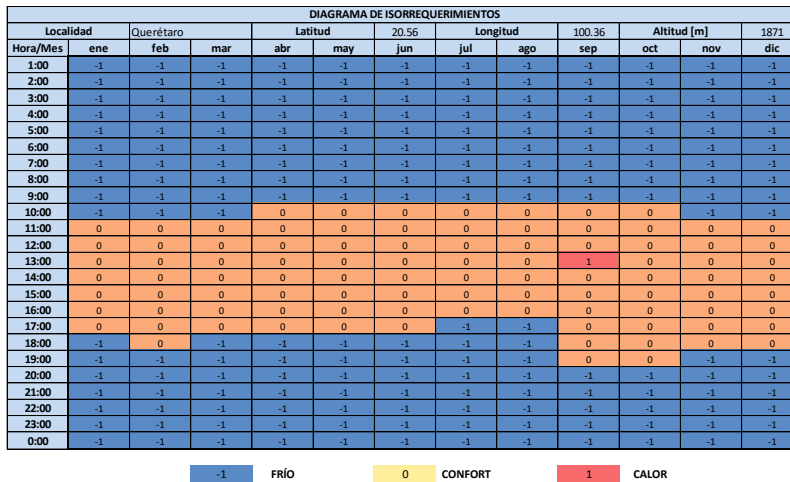 DIAGRAMA DE ISORREQUERIMIENTOS
Localidad Querétaro Latitud 20.56 Longitud 100.36 Altitud [m] 1871
Hora/Mes ene feb mar abr may jun jul ago sep oct nov dic
1:00 -1 -1 -1 -1 -1 -1 -1 -1 -1 -1 -1 -1
2:00 -1 -1 -1 -1 -1 -1 -1 -1 -1 -1 -1 -1
3:00 -1 -1 -1 -1 -1 -1 -1 -1 -1 -1 -1 -1
4:00 -1 -1 -1 -1 -1 -1 -1 -1 -1 -1 -1 -1
5:00 -1 -1 -1 -1 -1 -1 -1 -1 -1 -1 -1 -1
6:00 -1 -1 -1 -1 -1 -1 -1 -1 -1 -1 -1 -1
7:00 -1 -1 -1 -1 -1 -1 -1 -1 -1 -1 -1 -1
8:00 -1 -1 -1 -1 -1 -1 -1 -1 -1 -1 -1 -1
9:00 -1 -1 -1 -1 -1 -1 -1 -1 -1 -1 -1 -1
10:00 -1 -1 -1 0 0 0 0 0 0 0 -1 -1
11:00 0 0 0 0 0 0 0 0 0 0 0 0
12:00 0 0 0 0 0 0 0 0 0 0 0 0
13:00 0 0 0 0 0 0 0 0 1 0 0 0
14:00 0 0 0 0 0 0 0 0 0 0 0 0
15:00 0 0 0 0 0 0 0 0 0 0 0 0
16:00 0 0 0 0 0 0 0 0 0 0 0 0
17:00 0 0 0 0 0 0 -1 -1 0 0 0 0
18:00 -1 0 -1 -1 -1 -1 -1 -1 0 0 0 0
19:00 -1 -1 -1 -1 -1 -1 -1 -1 0 0 -1 -1
20:00 -1 -1 -1 -1 -1 -1 -1 -1 -1 -1 -1 -1
21:00 -1 -1 -1 -1 -1 -1 -1 -1 -1 -1 -1 -1
22:00 -1 -1 -1 -1 -1 -1 -1 -1 -1 -1 -1 -1
23:00 -1 -1 -1 -1 -1 -1 -1 -1 -1 -1 -1 -1
0:00 -1 -1 -1 -1 -1 -1 -1 -1 -1 -1 -1 -1
-1 FRÍO 0 CONFORT 1 CALOR